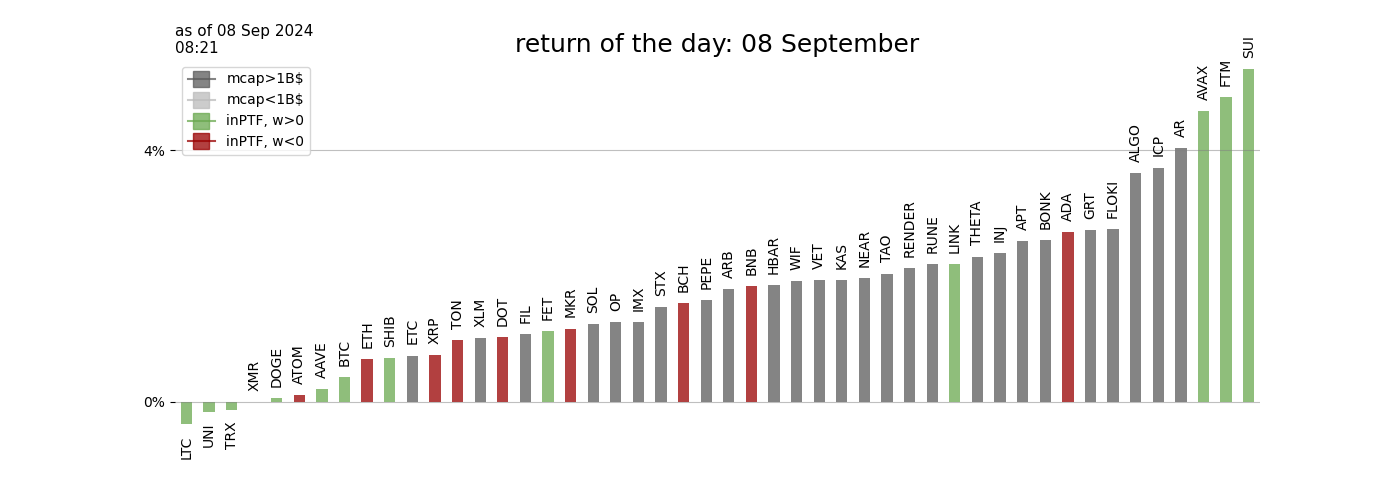 as of 08 Sep 2024
08:21
return of the day: 08 September
mcap>1B$
mcap<1B$
inPTF, w>0
inPTF, w<0
4%
0%
LTC
UNI
TRX
XMR
DOGE
ATOM
AAVE
BTC
ETH
SHIB
ETC
XRP
TON
XLM
DOT
FIL
FET
MKR
SOL
OP
IMX
STX
BCH
PEPE
ARB
BNB
HBAR
WIF
VET
KAS
NEAR
TAO
RENDER
RUNE
LINK
THETA
INJ
APT
BONK
ADA
GRT
FLOKI
ALGO
ICP
AR
AVAX
FTM
SUI